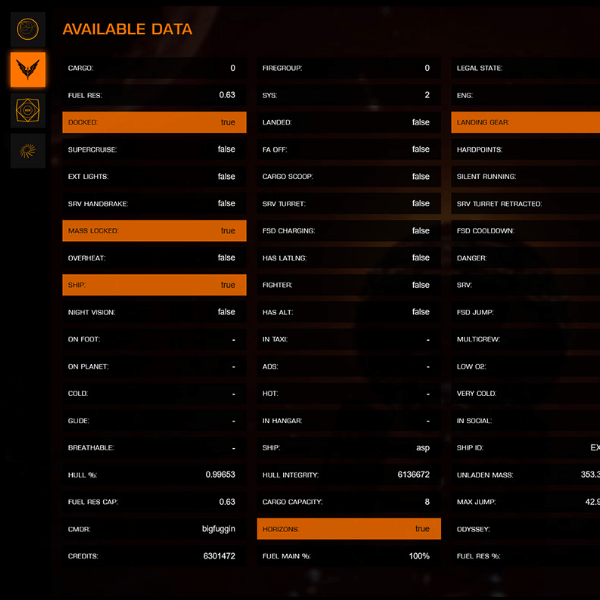 AVAILABLE DATA
CARGO: 0 FIREGROUP: 0 LEGAL STATE:
FUEL RES: 0.63 SYS: 2 ENG:
DOCKED: true LANDED: false LANDING GEAR:
SUPERCRUISE: false FA OFF: false HARDPOINTS:
EXT LIGHTS: false CARGO SCOOP: false SILENT RUNNING:
SRV HANDBRAKE: false SRV TURRET: false SRV TURRET RETRACTED:
MASS LOCKED: true FSD CHARGING: false FSD COOLDOWN:
OVERHEAT: false HAS LATLNG: false DANGER:
SHIP: true FIGHTER: false SRV:
NIGHT VISION: false HAS ALT: false FSD JUMP:
ON FOOT: - IN TAXI: - MULTICREW:
ON PLANET: - ADS: - LOW O2:
COLD: - HOT: - VERY COLD:
GLIDE: - IN HANGAR: - IN SOCIAL:
BREATHABLE: - SHIP: asp SHIP ID: EX
HULL %: 0.99653 HULL INTEGRITY: 6136672 UNLADEN MASS: 353.3
FUEL RES CAP: 0.63 CARGO CAPACITY: 8 MAX JUMP: 42.9
CMDR: bigfuggin HORIZONS: true ODYSSEY:
CREDITS: 6301472 FUEL MAIN %: 100% FUEL RES %: